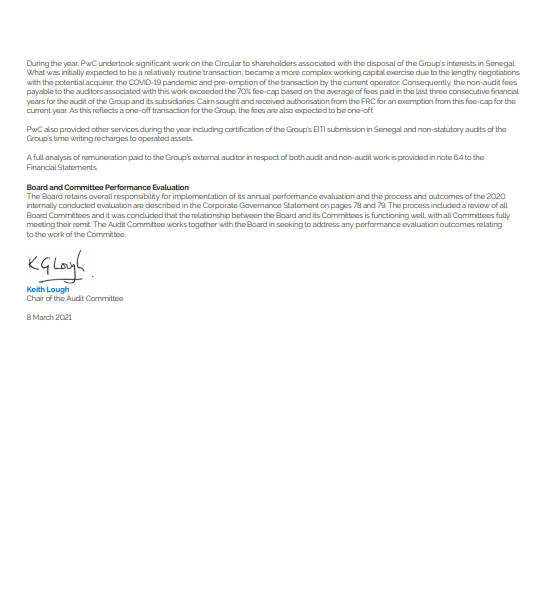 During the year, PwC undertook significant work on the Circular to shareholders associated with the disposal of the Group's interests in Senegal.
What was initially expected to be a relatively routine transaction, became a more complex working capital exercise due to the lengthy negotiations
with the potential acquirer, the COVID-19 pandemic and pre-emption of the transaction by the current operator. Consequently, the non-audit fees
payable to the auditors associated with this work exceeded the 70% fee-cap based on the average of fees paid in the last three consecutive financial
years for the audit of the Group and its subsidiaries. Cairn sought and received authorisation from the FRC for an exemption from this fee-cap for the
current year. As this reflects a one-off transaction for the Group, the fees are also expected to be one-off.
PwC also provided other services during the year including certification of the Group's EITI submission in Senegal and non-statutory audits of the
Group's time writing recharges to operated assets.
A full analysis of remuneration paid to the Group's external auditor in respect of both audit and non-audit work is provided in note 6.4 to the
Financial Statements.
Board and Committee Performance Evaluation
The Board retains overall responsibility for implementation of its annual performance evaluation and the process and outcomes of the 2020
internally conducted evaluation are described in the Corporate Governance Statement on pages 78 and 79. The process included a review of all
Board Committees and it was concluded that the relationship between the Board and its Committees is functioning well, with all Committees fully
meeting their remit. The Audit Committee works together with the Board in seeking to address any performance evaluation outcomes relating
to the work of the Committee.
KGLough
Keith Lough
Chair of the Audit Committee
8 March 2021